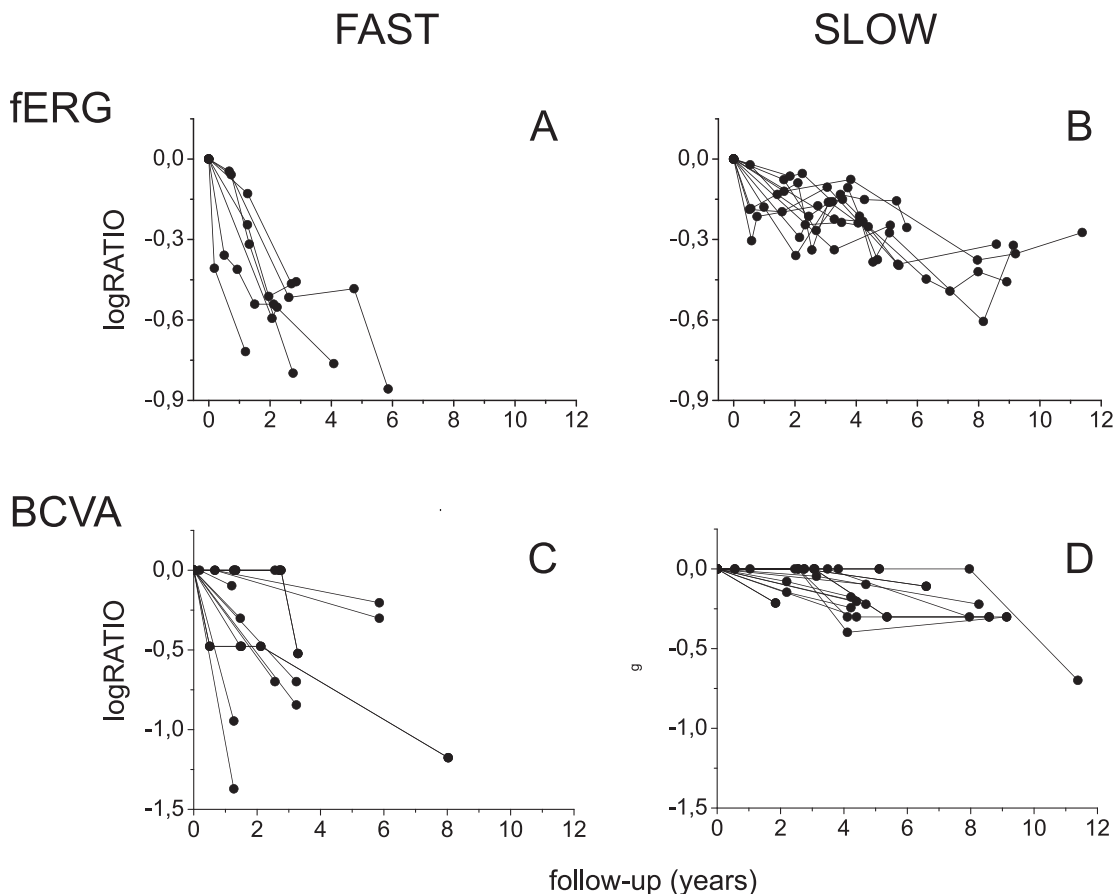 FAST SLOW
fERG
A B
0,0 0,0
-0,3 -0,3
-0,6 -0,6
-0,9 -0,9
logRATIO
0 2 4 6 8 10 12 0 2 4 6 8 10 12
BCVA
C D
0,0 0,0
-0,5 -0,5
-1,0 -1,0
-1,5 -1,5
logRATIO
g
0 2 4 6 8 10 12 0 2 4 6 8 10 12
follow-up (years)